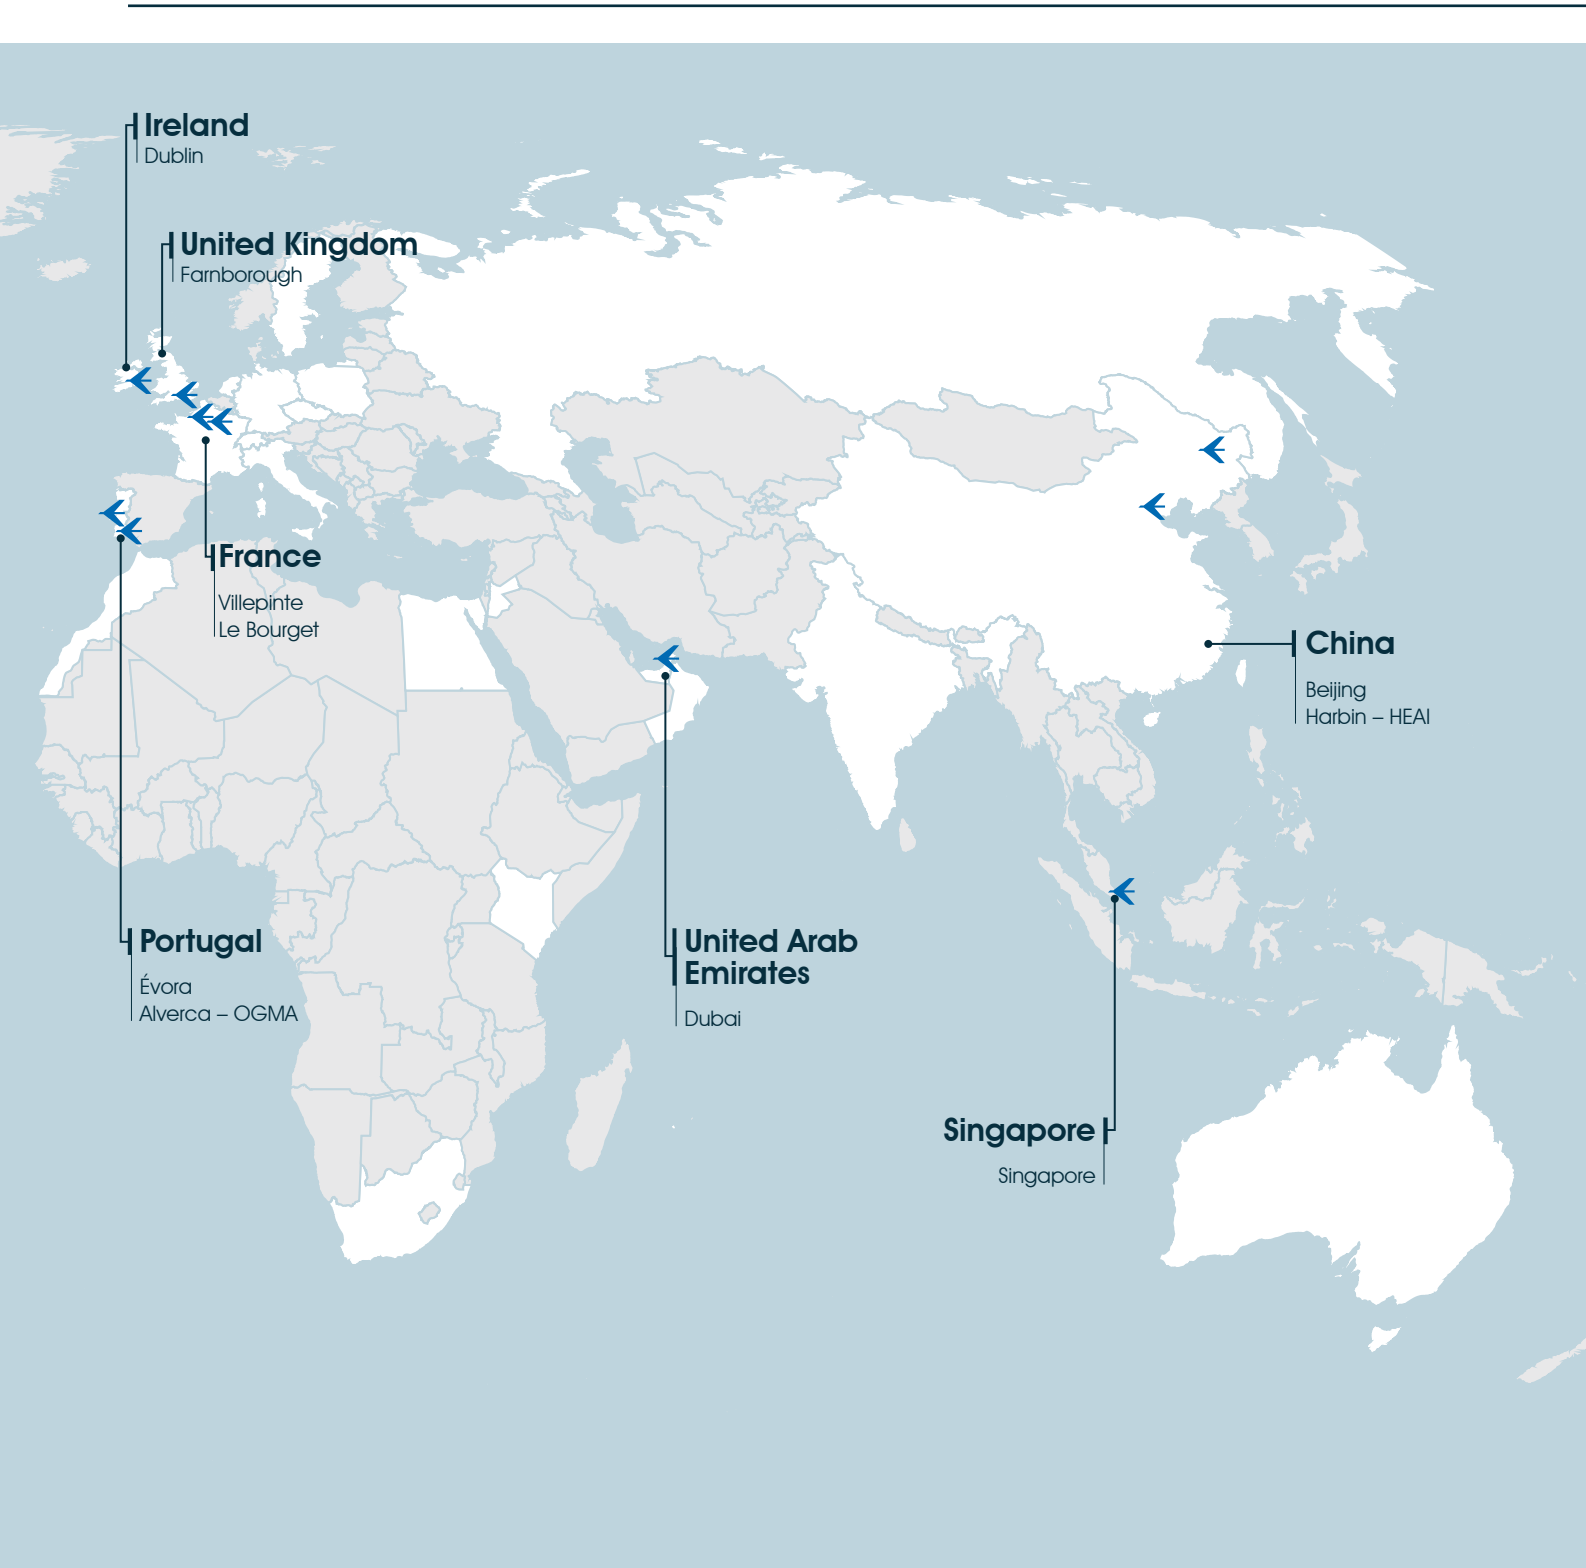 Ireland
Dublin
United Kingdom
Farnborough
France
Villepinte
Le Bourget
China
Beijing
Harbin – HEAI
Portugal
Évora
Alverca – OGMA
United Arab
Emirates
Dubai
Singapore
Singapore